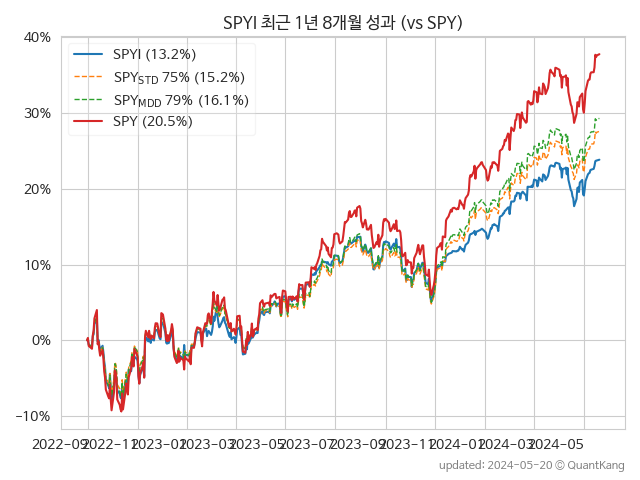 SPYI 최근 1년 8개월 성과 (vs SPY)
40%
30%
20%
10%
0%
−10%
SPYI (13.2%)
SPYSTD 75% (15.2%)
SPYMDD 79% (16.1%)
SPY (20.5%)
2022-09 2022-11 2023-01 2023-03 2023-05 2023-07 2023-09 2023-11 2024-01 2024-03 2024-05
updated: 2024-05-20 © QuantKang